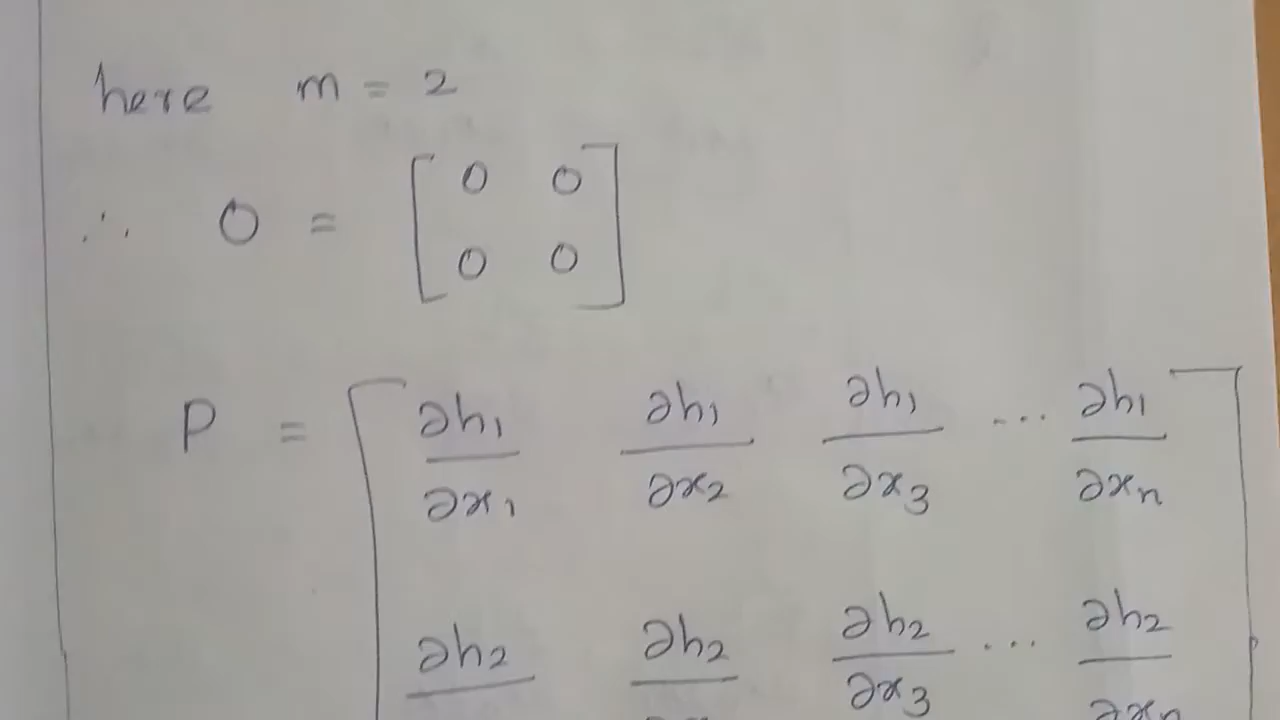 here m = 2
∴ O = [ 0 0
0 0 ]
P = [ ∂h1/∂x1 ∂h1/∂x2 ∂h1/∂x3 ... ∂h1/∂xn
∂h2 ∂h2 ∂h2/∂x3 ... ∂h2/∂xn